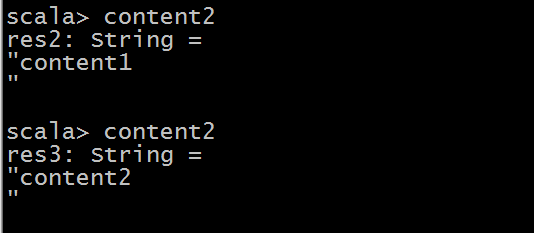 scala> content2
res2: String =
"content1
"
scala> content2
res3: String =
"content2
"